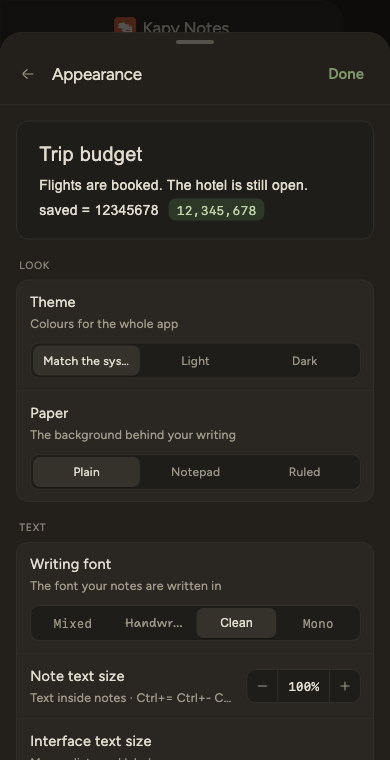 Kapy Notes
Appearance
Done
Trip budget
Flights are booked. The hotel is still open.
saved = 12345678 12,345,678
LOOK
Theme
Colours for the whole app
Match the sys... Light Dark
Paper
The background behind your writing
Plain Notepad Ruled
TEXT
Writing font
The font your notes are written in
Mixed Handwr... Clean Mono
Note text size
Text inside notes · Ctrl+= Ctrl+- C...
− 100% +
Interface text size